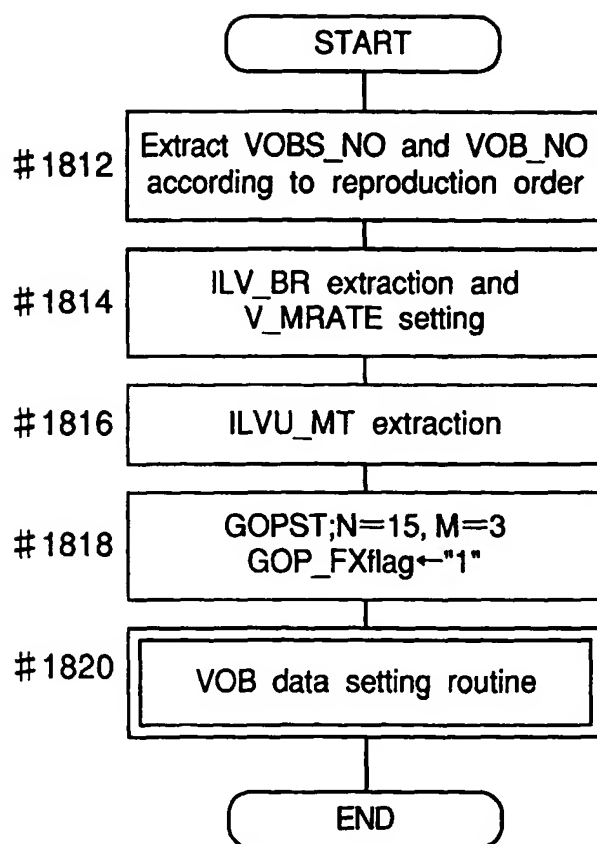 START
#1812
Extract VOBS_NO and VOB_NO
according to reproduction order
#1814
ILV_BR extraction and
V_MRATE setting
#1816
ILVU_MT extraction
#1818
GOPST;N=15, M=3
GOP_FXflag←"1"
#1820
VOB data setting routine
END